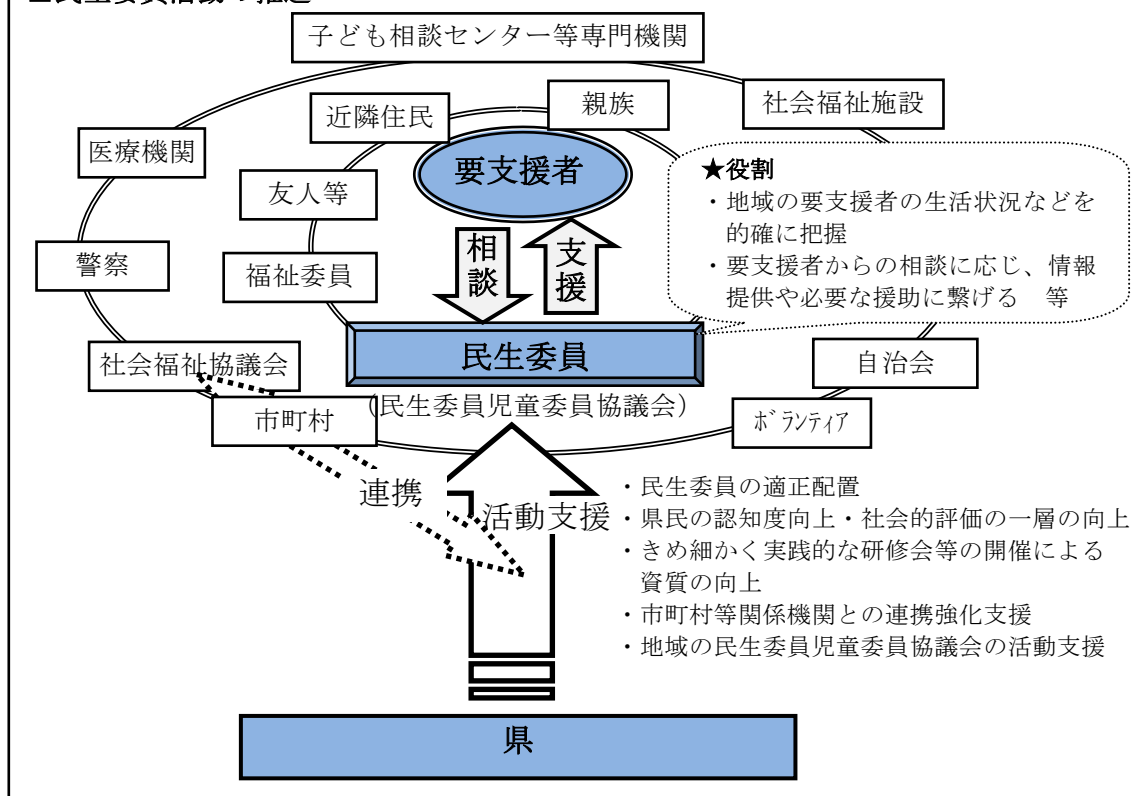 子ども相談センター等専門機関
親族
社会福祉施設
近隣住民
医療機関
要支援者
友人等
★役割
・地域の要支援者の生活状況などを
的確に把握
・要支援者からの相談に応じ、情報
提供や必要な援助に繋げる 等
警察
福祉委員
相談
支援
社会福祉協議会
民生委員
自治会
(民生委員児童委員協議会)
市町村
ボランティア
連携
活動支援
・民生委員の適正配置
・県民の認知度向上・社会的評価の一層の向上
・きめ細かく実践的な研修会等の開催による
資質の向上
・市町村等関係機関との連携強化支援
・地域の民生委員児童委員協議会の活動支援
県